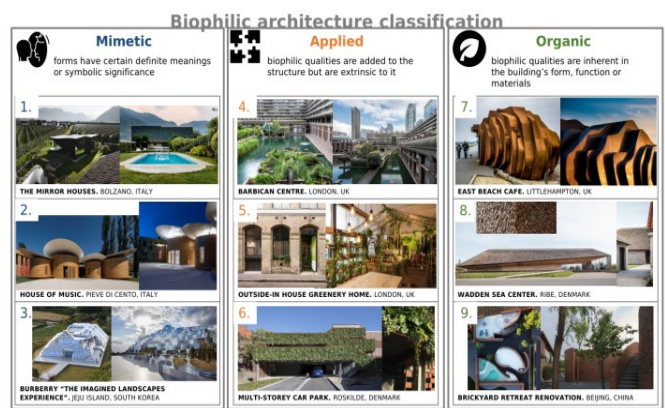 Biophilic architecture classification
Mimetic
forms have certain definite meanings
or symbolic significance
1.
THE MIRROR HOUSES. BOLZANO, ITALY
2.
HOUSE OF MUSIC. PIEVE DI CENTO, ITALY
3.
BURBERRY “THE IMAGINED LANDSCAPES
EXPERIENCE”. JEJU ISLAND, SOUTH KOREA
Applied
biophilic qualities are added to the
structure but are extrinsic to it
4.
BARBICAN CENTRE. LONDON, UK
5.
OUTSIDE-IN HOUSE GREENERY HOME. LONDON, UK
6.
MULTI-STOREY CAR PARK. ROSKILDE, DENMARK
Organic
biophilic qualities are inherent in
the building’s form, function or
materials
7.
EAST BEACH CAFE. LITTLEHAMPTON, UK
8.
WADDEN SEA CENTER. RIBE, DENMARK
9.
BRICKYARD RETREAT RENOVATION. BEIJING, CHINA